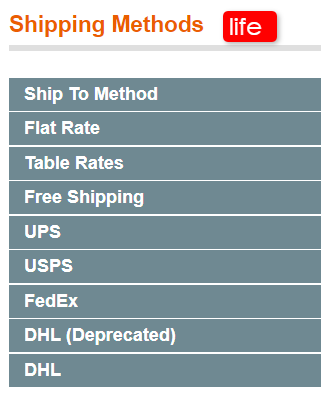 Shipping Methods life
Ship To Method
Flat Rate
Table Rates
Free Shipping
UPS
USPS
FedEx
DHL (Deprecated)
DHL